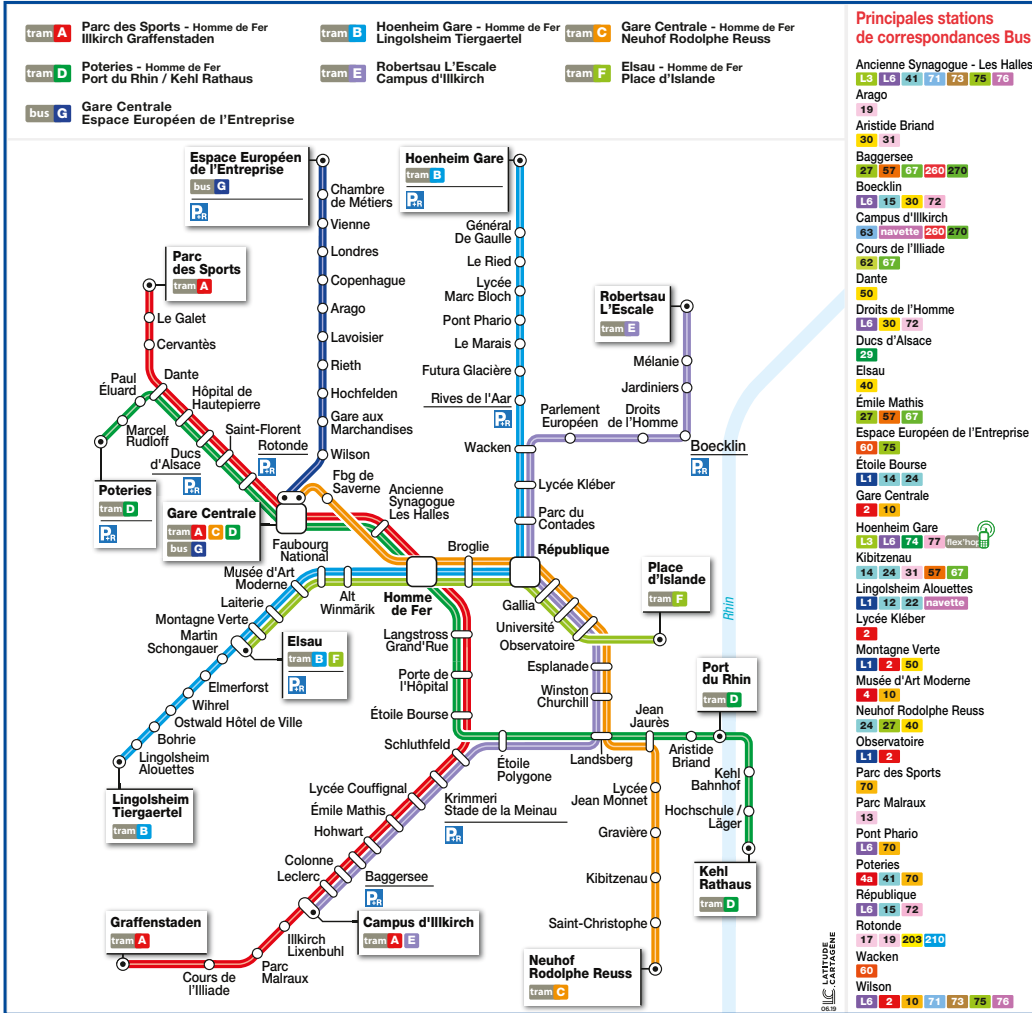 tram A Parc des Sports - Homme de Fer
Illkirch Graffenstaden
tram B Hoenheim Gare - Homme de Fer
Lingolsheim Tiergaertel
tram C Gare Centrale - Homme de Fer
Neuhof Rodolphe Reuss
tram D Poteries - Homme de Fer
Port du Rhin / Kehl Rathaus
tram E Robertsau L'Escale
Campus d'Illkirch
tram F Elsau - Homme de Fer
Place d'Islande
bus G Gare Centrale
Espace Européen de l'Entreprise
Espace Européen
de l'Entreprise
bus G
P+R
Chambre
de Métiers
Vienne
Londres
Copenhague
Arago
Lavoisier
Rieth
Hochfelden
Gare aux
Marchandises
Wilson
Hoenheim Gare
tram B
P+R
Général
De Gaulle
Le Ried
Lycée
Marc Bloch
Pont Phario
Le Marais
Futura Glacière
Rives de l'Aar
P+R
Wacken
Lycée Kléber
Parc du
Contades
République
Parc
des Sports
tram A
Le Galet
Cervantès
Dante
Hôpital de
Hautepierre
Paul
Éluard
Marcel
Rudloff
Poteries
tram D
P+R
Ducs
d'Alsace
P+R
Saint-Florent
Rotonde
P+R
Gare Centrale
tram A C D
bus G
Faubourg
National
Fbg de
Saverne
Ancienne
Synagogue
Les Halles
Broglie
Homme
de Fer
Robertsau
L'Escale
tram E
Mélanie
Jardiniers
Boecklin
P+R
Droits
de l'Homme
Parlement
Européen
Musée d'Art
Moderne
Alt
Winmärik
Laiterie
Montagne Verte
Martin
Schongauer
Elsau
tram B F
P+R
Elmerforst
Wihrel
Ostwald Hôtel de Ville
Bohrie
Lingolsheim
Alouettes
Lingolsheim
Tiergaertel
tram B
Gallia
Université
Observatoire
Place
d'Islande
tram F
Rhin
Esplanade
Winston
Churchill
Landsberg
Jean
Jaurès
Aristide
Briand
Port
du Rhin
tram D
Kehl
Bahnhof
Hochschule /
Läger
Kehl
Rathaus
tram D
Langstross
Grand'Rue
Porte de
l'Hôpital
Étoile Bourse
Étoile
Polygone
Schluthfeld
Krimmeri
Stade de la Meinau
P+R
Lycée Couffignal
Émile Mathis
Hohwart
Colonne
Leclerc
Baggersee
P+R
Campus d'Illkirch
tram A E
Illkirch
Lixenbuhl
Parc
Malraux
Cours de
l'Illiade
Graffenstaden
tram A
Lycée
Jean Monnet
Gravière
Kibitzenau
Saint-Christophe
Neuhof
Rodolphe Reuss
tram C
06.19 LATITUDE
CARTAGÈNE
Principales stations
de correspondances Bus
Ancienne Synagogue - Les Halles
L3 L6 41 71 73 75 76
Arago
19
Aristide Briand
30 31
Baggersee
27 57 67 260 270
Boecklin
L6 15 30 72
Campus d'Illkirch
63 navette 260 270
Cours de l'Illiade
62 67
Dante
50
Droits de l'Homme
L6 30 72
Ducs d'Alsace
29
Elsau
40
Émile Mathis
27 57 67
Espace Européen de l'Entreprise
60 75
Étoile Bourse
L1 14 24
Gare Centrale
2 10
Hoenheim Gare
L3 L6 74 77 flex'hop
Kibitzenau
14 24 31 57 67
Lingolsheim Alouettes
L1 12 22 navette
Lycée Kléber
2
Montagne Verte
L1 2 50
Musée d'Art Moderne
4 10
Neuhof Rodolphe Reuss
24 27 40
Observatoire
L1 2
Parc des Sports
70
Parc Malraux
13
Pont Phario
L6 70
Poteries
4a 41 70
République
L6 15 72
Rotonde
17 19 203 210
Wacken
60
Wilson
L6 2 10 71 73 75 76